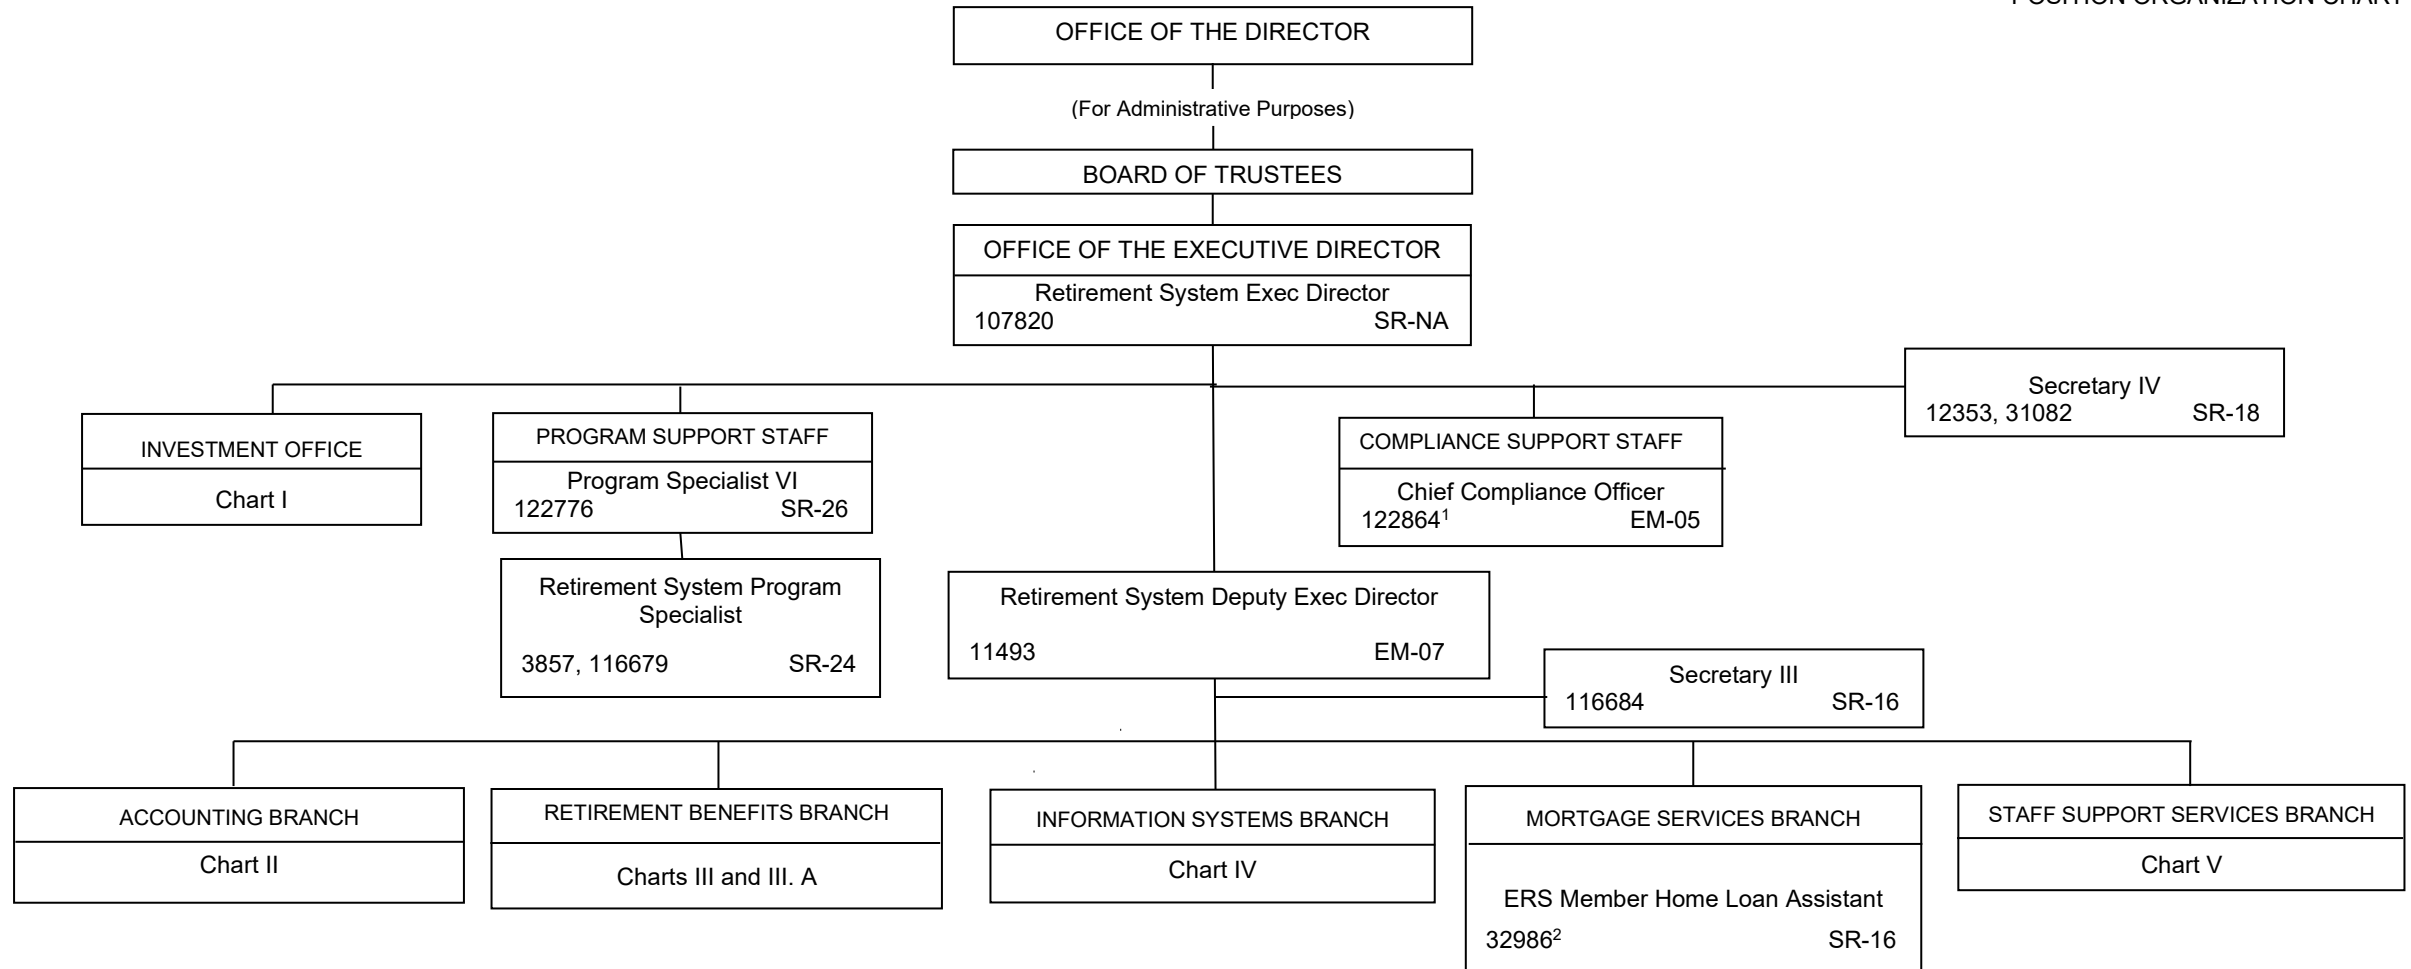 POSITION ORGANIZATION CHART
OFFICE OF THE DIRECTOR
(For Administrative Purposes)
BOARD OF TRUSTEES
OFFICE OF THE EXECUTIVE DIRECTOR
Retirement System Exec Director
107820 SR-NA
Secretary IV
12353, 31082 SR-18
INVESTMENT OFFICE
Chart I
PROGRAM SUPPORT STAFF
Program Specialist VI
122776 SR-26
COMPLIANCE SUPPORT STAFF
Chief Compliance Officer
122864¹ EM-05
Retirement System Program
Specialist
3857, 116679 SR-24
Retirement System Deputy Exec Director
11493 EM-07
Secretary III
116684 SR-16
ACCOUNTING BRANCH
Chart II
RETIREMENT BENEFITS BRANCH
Charts III and III. A
INFORMATION SYSTEMS BRANCH
Chart IV
MORTGAGE SERVICES BRANCH
ERS Member Home Loan Assistant
32986² SR-16
STAFF SUPPORT SERVICES BRANCH
Chart V